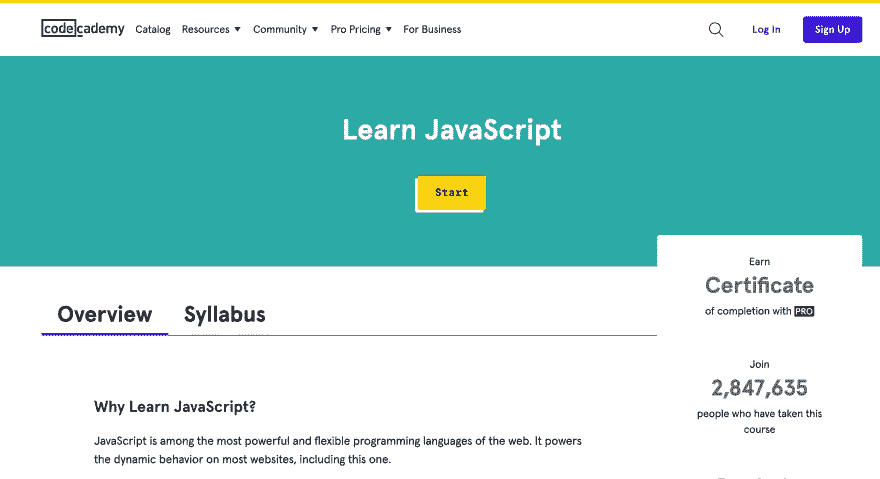 codecademy Catalog Resources Community Pro Pricing For Business Log In Sign Up
Learn JavaScript
Start
Earn
Certificate
of completion with PRO
Overview Syllabus
Join
2,847,635
people who have taken this
course
Why Learn JavaScript?
JavaScript is among the most powerful and flexible programming languages of the web. It powers
the dynamic behavior on most websites, including this one.